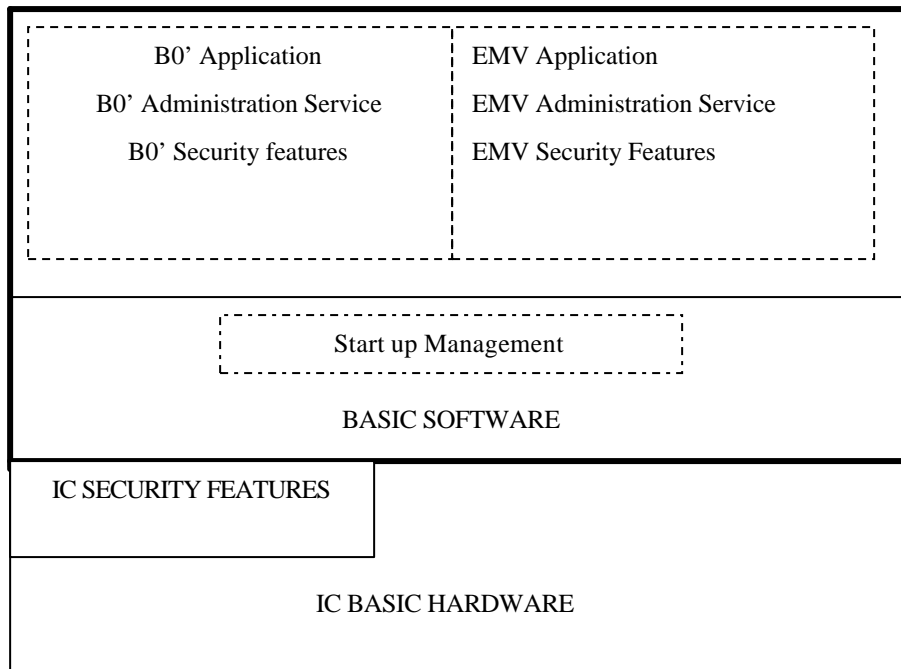 B0’ Application
B0’ Administration Service
B0’ Security features
EMV Application
EMV Administration Service
EMV Security Features
Start up Management
BASIC SOFTWARE
IC SECURITY FEATURES
IC BASIC HARDWARE